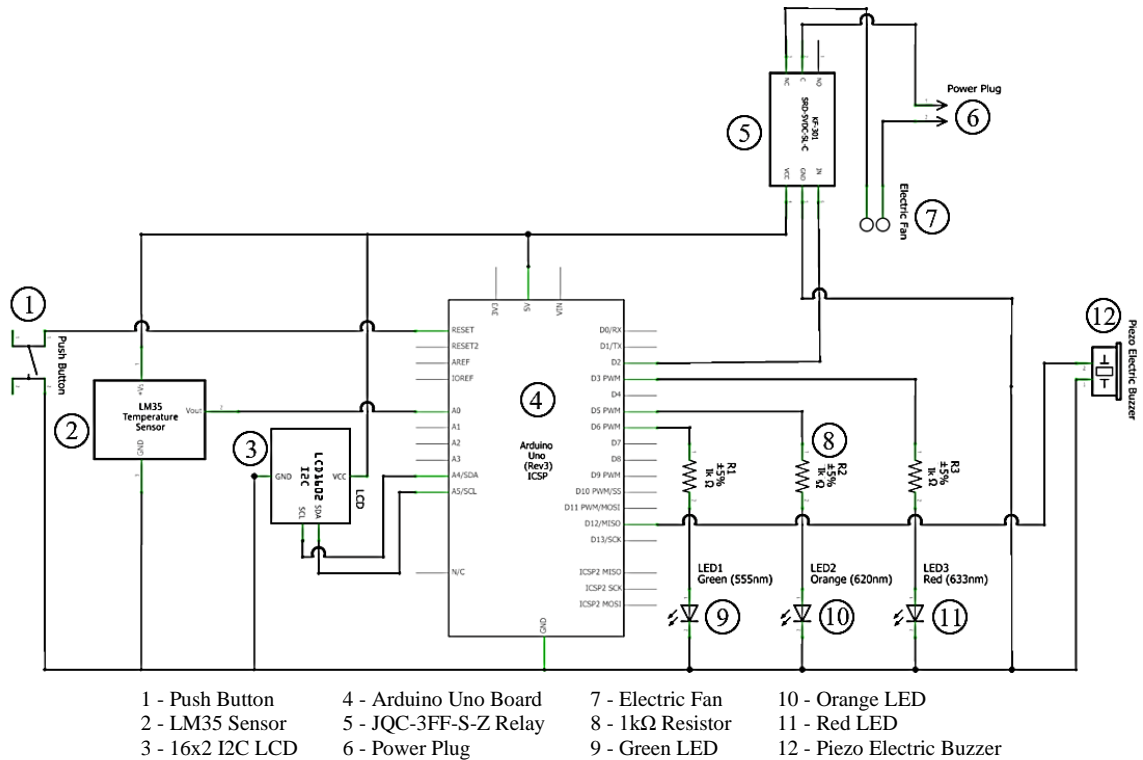 NC
C
NO
KF-301
SRD-5VDC-SL-C
VCC
GND
IN
5
Power Plug
6
Electric Fan
7
1
Push Button
3V3
5V
VIN
RESET
RESET2
AREF
IOREF
A0
A1
A2
A3
A4/SDA
A5/SCL
N/C
D0/RX
D1/TX
D2
D3 PWM
D4
D5 PWM
D6 PWM
D7
D8
D9 PWM
D10 PWM/SS
D11 PWM/MOSI
D12/MISO
D13/SCK
ICSP2 MISO
ICSP2 SCK
ICSP2 MOSI
GND
4
Arduino
Uno
(Rev3)
ICSP
V+
LM35
Temperature
Sensor
Vout
GND
2
3
LCD1602
I2C
GND
VCC
SCL
SDA
LCD
12
Piezo Electric Buzzer
8
R1
±5%
1k Ω
R2
±5%
1k Ω
R3
±5%
1k Ω
LED1
Green (555nm)
LED2
Orange (620nm)
LED3
Red (633nm)
9
10
11
1 - Push Button
2 - LM35 Sensor
3 - 16x2 I2C LCD
4 - Arduino Uno Board
5 - JQC-3FF-S-Z Relay
6 - Power Plug
7 - Electric Fan
8 - 1kΩ Resistor
9 - Green LED
10 - Orange LED
11 - Red LED
12 - Piezo Electric Buzzer